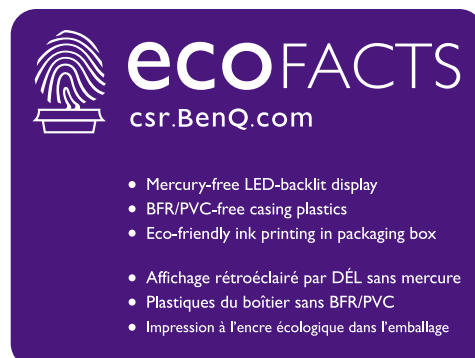 ecoFACTS
csr.BenQ.com
• Mercury-free LED-backlit display
• BFR/PVC-free casing plastics
• Eco-friendly ink printing in packaging box
• Affichage rétroéclairé par DÉL sans mercure
• Plastiques du boîtier sans BFR/PVC
• Impression à l'encre écologique dans l'emballage